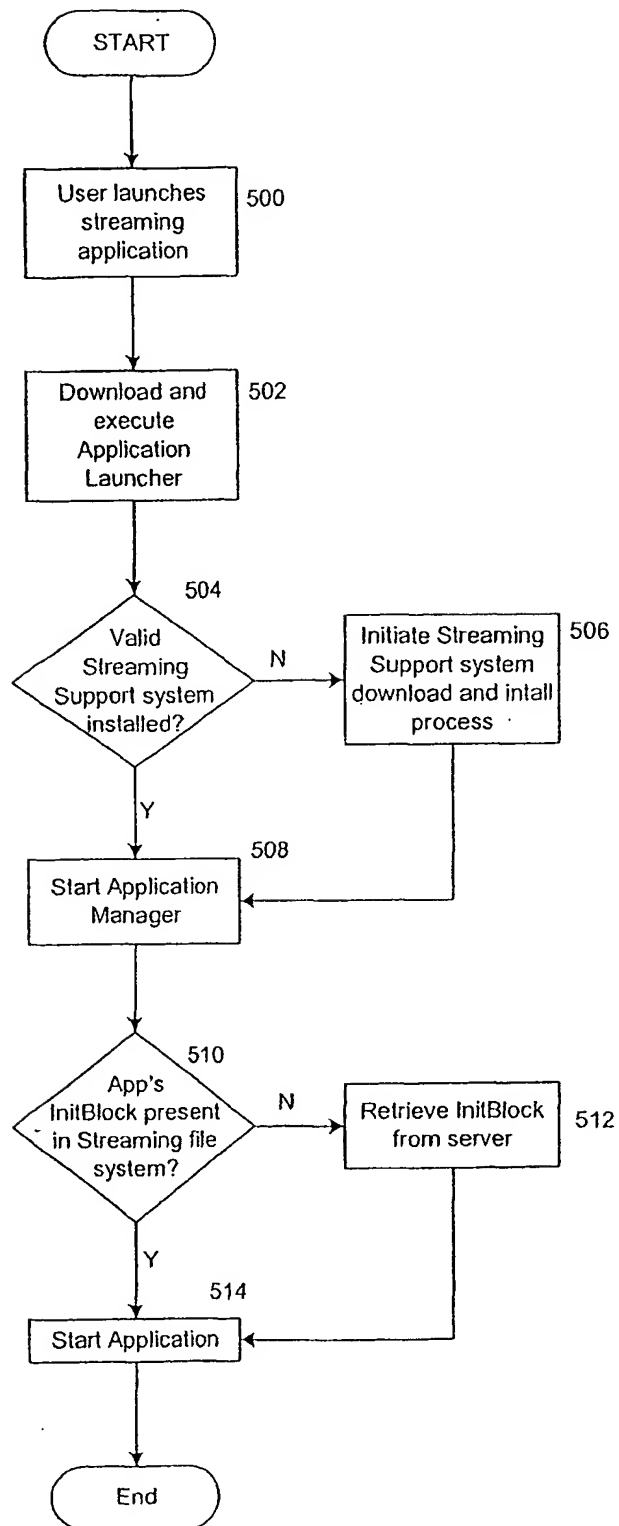 START
User launches
streaming
application
500
Download and
execute
Application
Launcher
502
504
Valid
Streaming
Support system
installed?
N
Initiate Streaming
Support system
download and intall
process
506
Y
508
Start Application
Manager
510
App's
InitBlock present
in Streaming file
system?
N
Retrieve InitBlock
from server
512
Y
514
Start Application
End